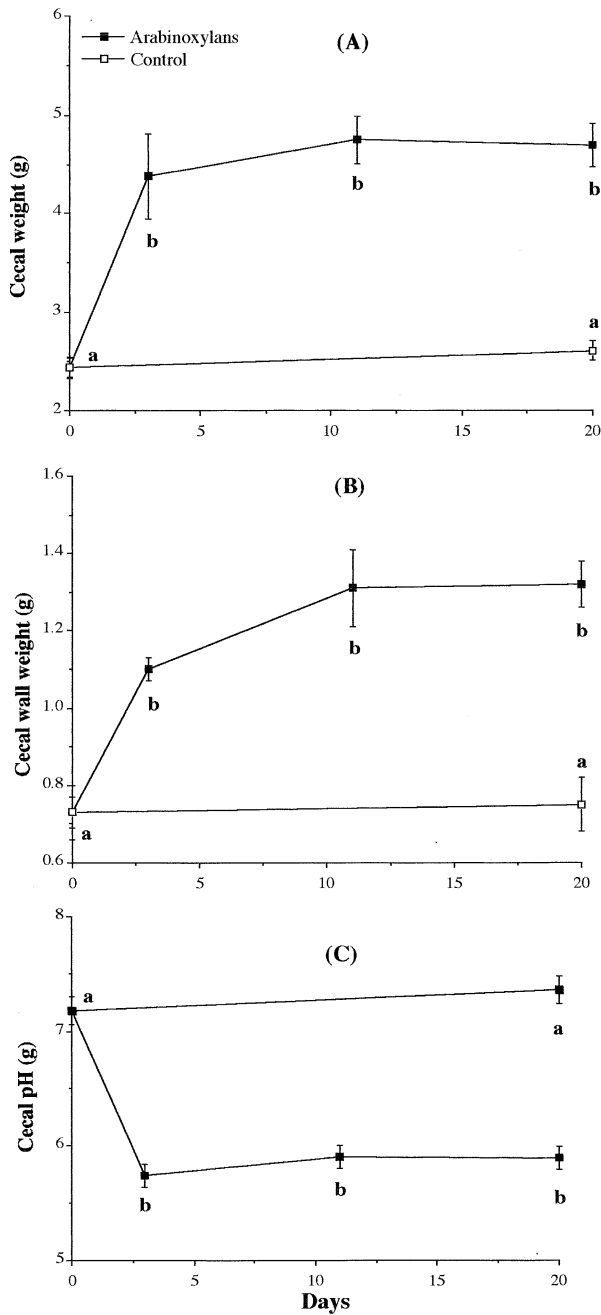 6
Arabinoxylans
(A)
Control
5
b
b
b
4
Cecal weight (g)
3
a
a
2
0
5
10
15
20
1.6
(B)
1.4
b
b
1.2
b
Cecal wall weight (g)
1.0
a
0.8
a
0.6
0
5
10
15
20
8
(C)
a
a
7
Cecal pH (g)
6
b
b
b
5
0
5
10
15
20
Days